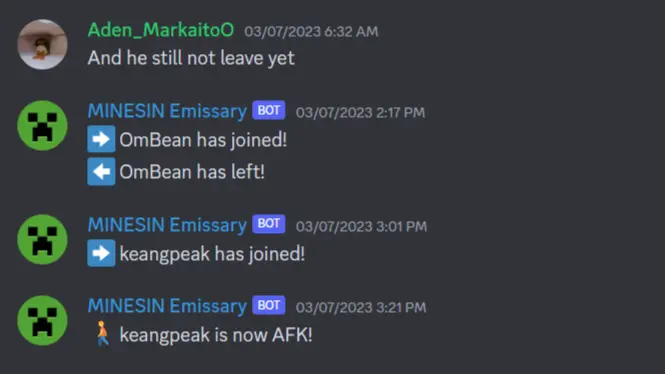 Aden_MarkaitoO 03/07/2023 6:32 AM
And he still not leave yet
MINESIN Emissary BOT 03/07/2023 2:17 PM
➡️ OmBean has joined!
⬅️ OmBean has left!
MINESIN Emissary BOT 03/07/2023 3:01 PM
➡️ keangpeak has joined!
MINESIN Emissary BOT 03/07/2023 3:21 PM
🚶 keangpeak is now AFK!